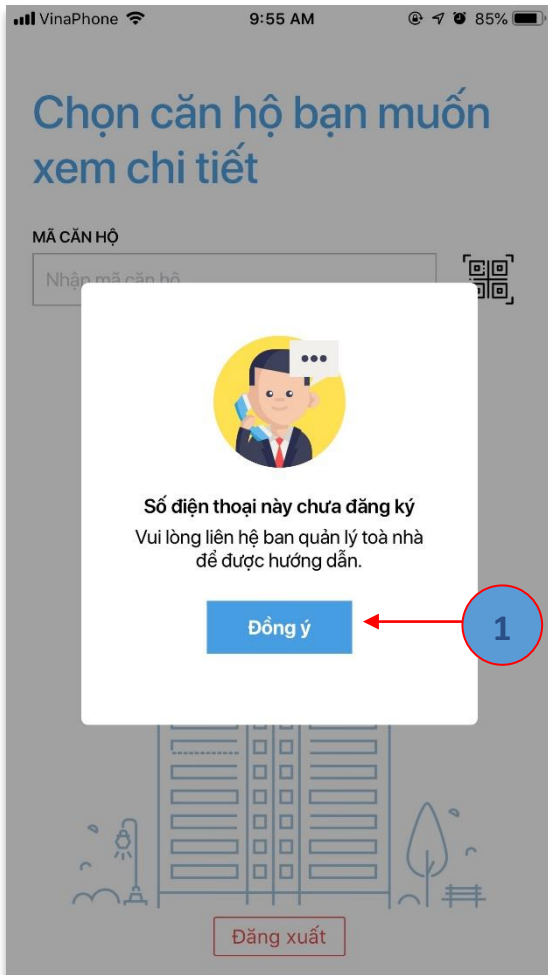 VinaPhone 9:55 AM 85%
Chọn căn hộ bạn muốn
xem chi tiết
MÃ CĂN HỘ
Nhập mã căn hộ
Số điện thoại này chưa đăng ký
Vui lòng liên hệ ban quản lý toà nhà
để được hướng dẫn.
Đồng ý
1
Đăng xuất